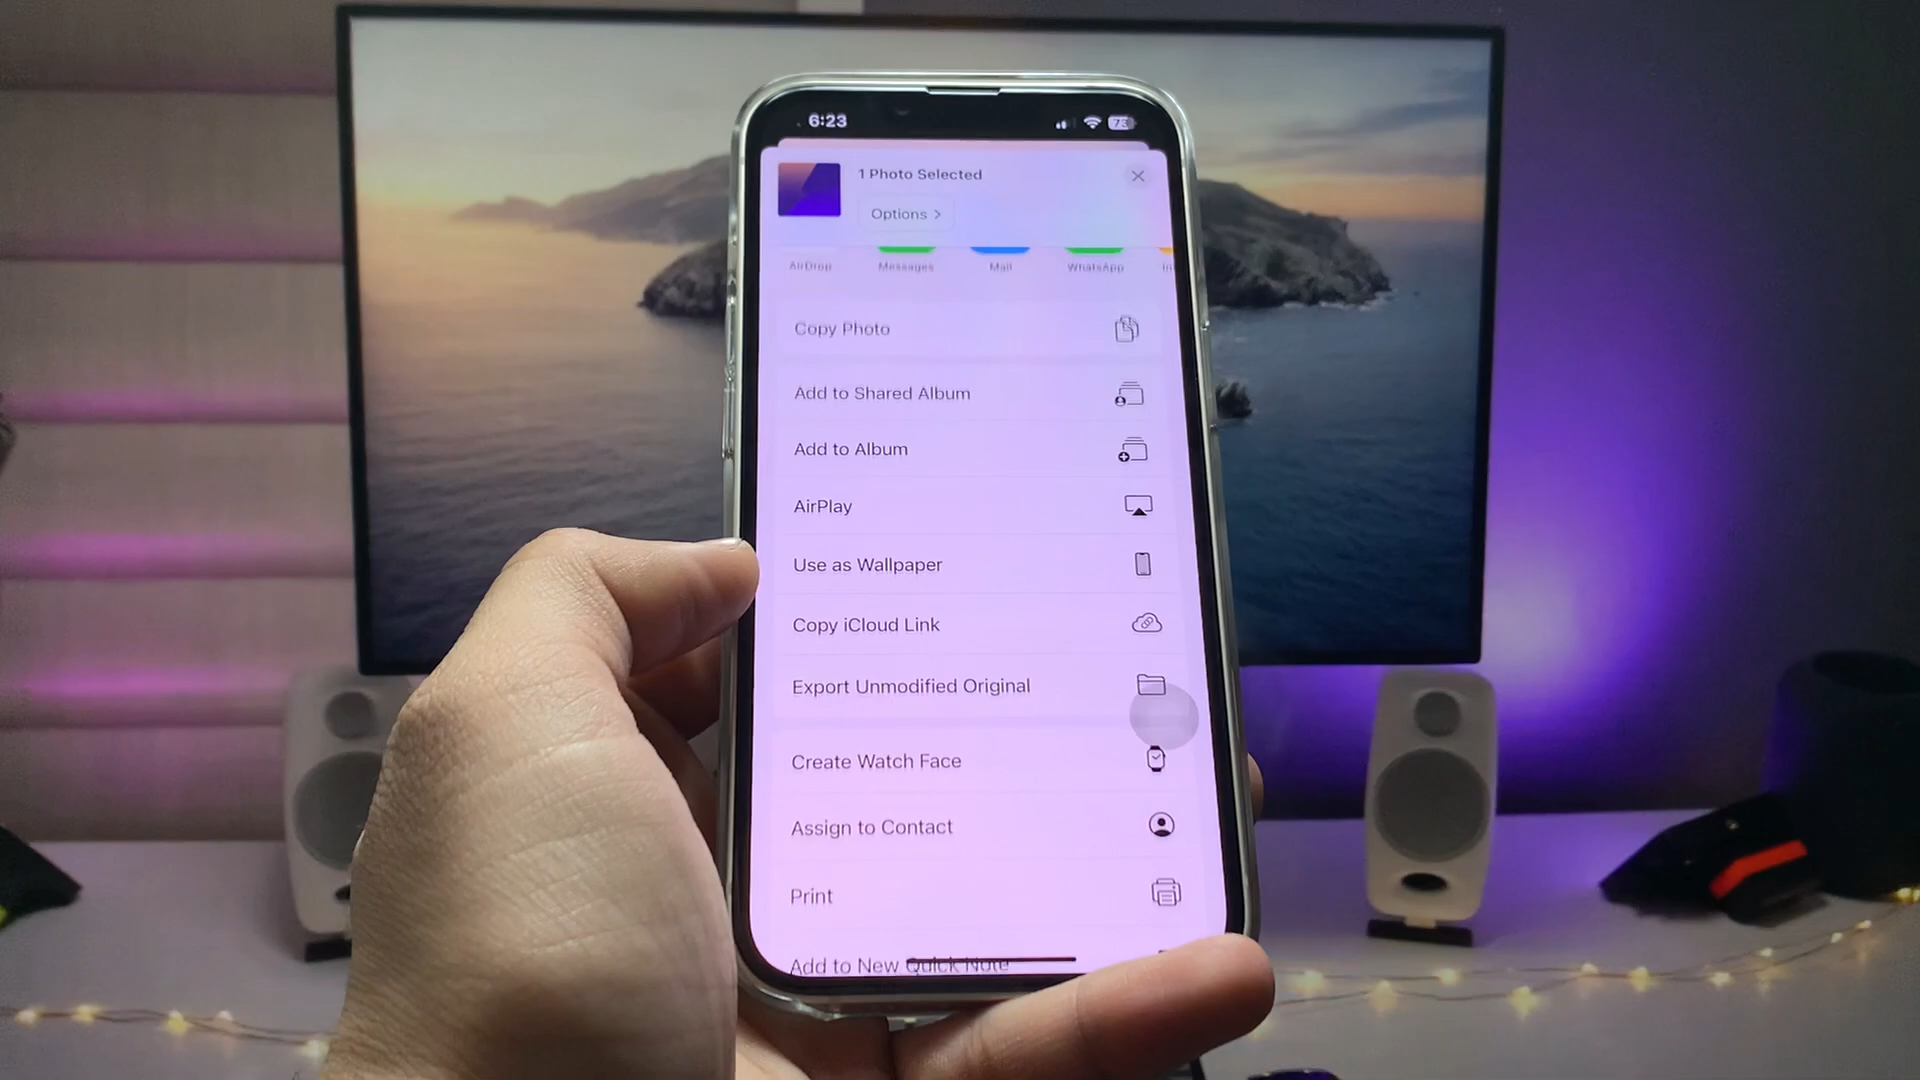 6:23
73
1 Photo Selected
Options >
AirDrop
Messages
Mail
WhatsApp
In
Copy Photo
Add to Shared Album
Add to Album
AirPlay
Use as Wallpaper
Copy iCloud Link
Export Unmodified Original
Create Watch Face
Assign to Contact
Print
Add to New Quick Note